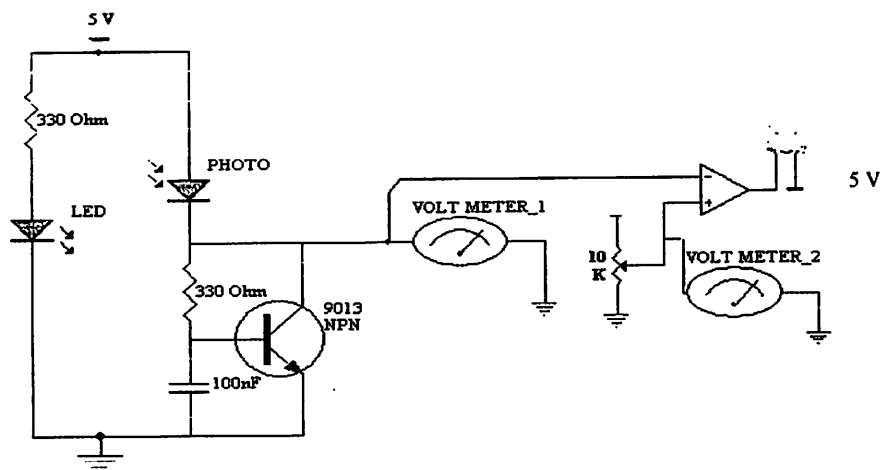 5 V
330 Ohm
PHOTO
LED
VOLT METER_1
5 V
10
K
VOLT METER_2
330 Ohm
9013
NPN
100nF
−
+